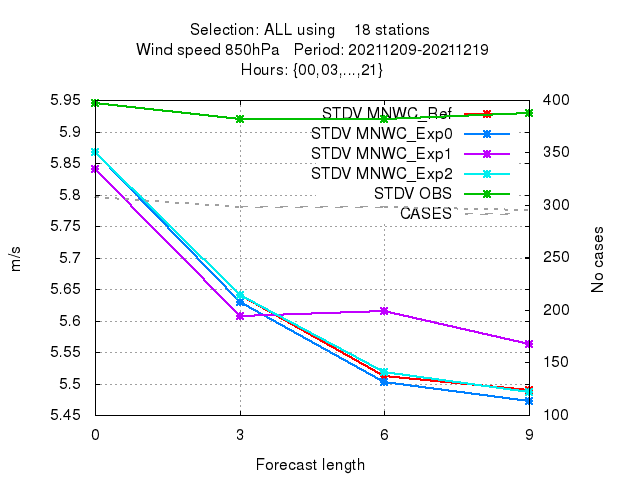 Selection: ALL using 18 stations
Wind speed 850hPa Period: 20211209-20211219
Hours: {00,03,...,21}
5.95
5.9
5.85
5.8
5.75
5.7
5.65
5.6
5.55
5.5
5.45
400
350
300
250
200
150
100
STDV MNWC_Ref
STDV MNWC_Exp0
STDV MNWC_Exp1
STDV MNWC_Exp2
STDV OBS
CASES
m/s
No cases
0 3 6 9
Forecast length